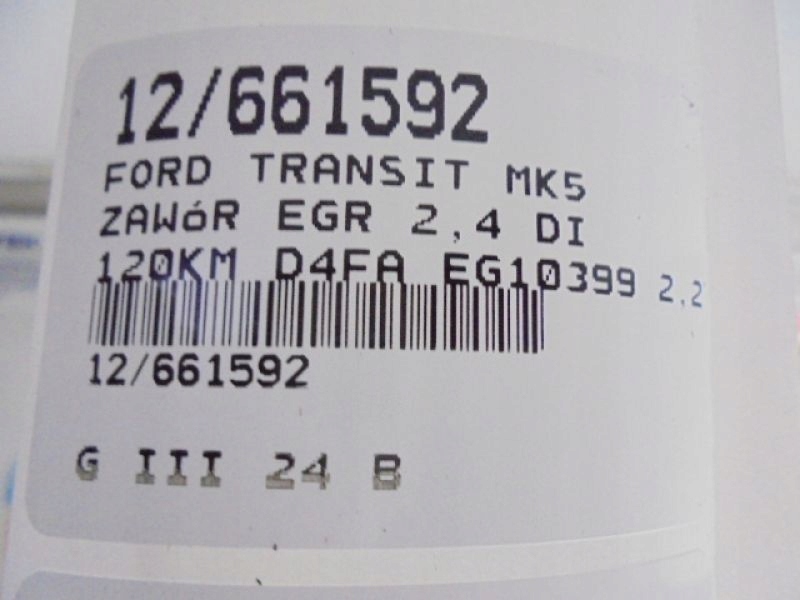 12/661592
FORD TRANSIT MK5
ZAWóR EGR 2,4 DI
120KM D4FA EG10399 2,2
12/661592
G III 24 B